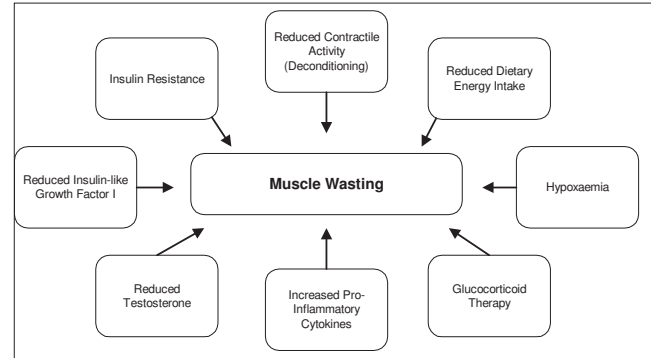 Reduced Contractile
Activity
(Deconditioning)
Insulin Resistance
Reduced Dietary
Energy Intake
Reduced Insulin-like
Growth Factor I
Muscle Wasting
Hypoxaemia
Reduced
Testosterone
Increased Pro-
Inflammatory
Cytokines
Glucocorticoid
Therapy